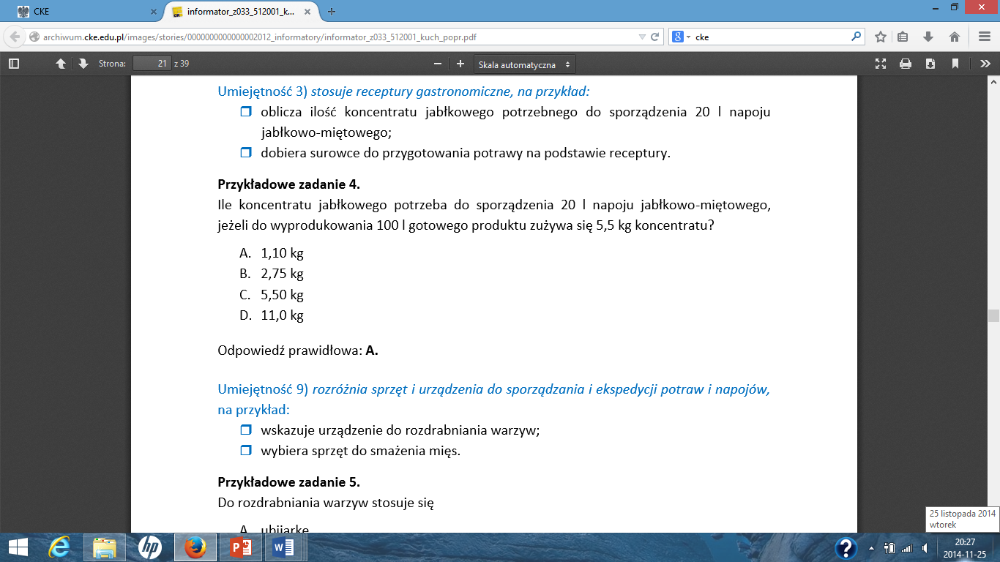 CKE
informator_z033_512001_k...
archiwum.cke.edu.pl/images/stories/0000000000000002012_informatory/informator_z033_512001_kuch_popr.pdf
cke
Strona: 21 z 39
Skala automatyczna
Umiejętność 3) stosuje receptury gastronomiczne, na przykład:
oblicza ilość koncentratu jabłkowego potrzebnego do sporządzenia 20 l napoju
jabłkowo-miętowego;
dobiera surowce do przygotowania potrawy na podstawie receptury.
Przykładowe zadanie 4.
Ile koncentratu jabłkowego potrzeba do sporządzenia 20 l napoju jabłkowo-miętowego,
jeżeli do wyprodukowania 100 l gotowego produktu zużywa się 5,5 kg koncentratu?
A. 1,10 kg
B. 2,75 kg
C. 5,50 kg
D. 11,0 kg
Odpowiedź prawidłowa: A.
Umiejętność 9) rozróżnia sprzęt i urządzenia do sporządzania i ekspedycji potraw i napojów,
na przykład:
wskazuje urządzenie do rozdrabniania warzyw;
wybiera sprzęt do smażenia mięs.
Przykładowe zadanie 5.
Do rozdrabniania warzyw stosuje się
A. ubijarkę
25 listopada 2014
wtorek
20:27
2014-11-25